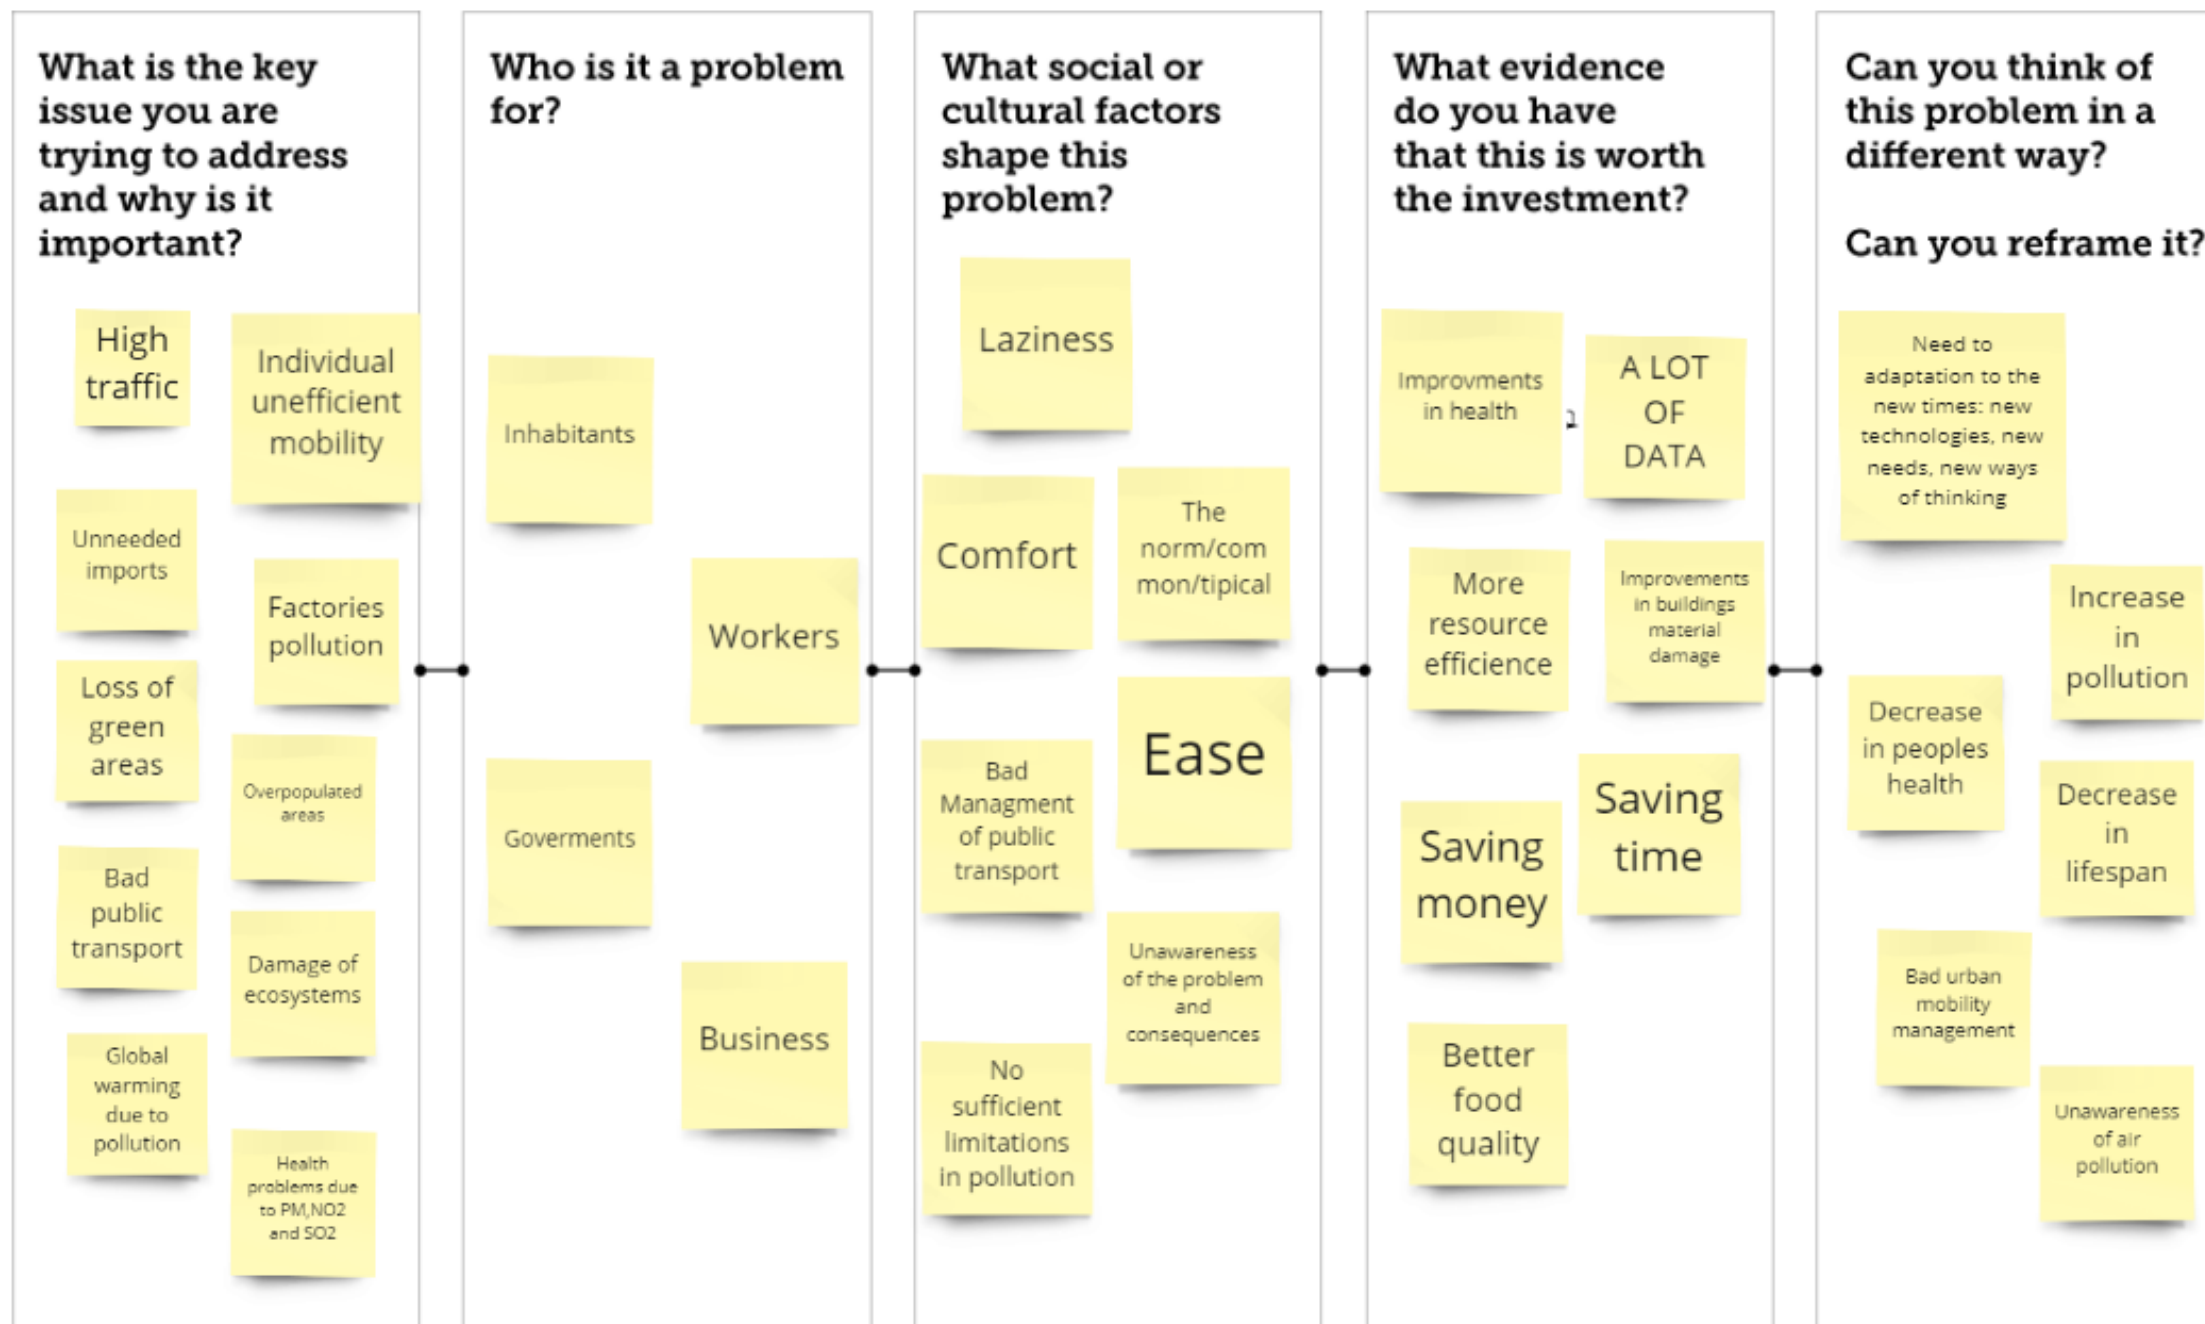 What is the key
issue you are
trying to address
and why is it
important?
High
traffic
Individual
unefficient
mobility
Unneeded
imports
Factories
pollution
Loss of
green
areas
Overpopulated
areas
Bad
public
transport
Damage of
ecosystems
Global
warming
due to
pollution
Health
problems due
to PM,NO2
and SO2
Who is it a problem
for?
Inhabitants
Workers
Goverments
Business
What social or
cultural factors
shape this
problem?
Laziness
Comfort
The
norm/com
mon/tipical
Ease
Bad
Managment
of public
transport
Unawareness
of the problem
and
consequences
No
sufficient
limitations
in pollution
What evidence
do you have
that this is worth
the investment?
Improvments
in health
A LOT
OF
DATA
More
resource
efficience
Improvements
in buildings
material
damage
Saving
money
Saving
time
Better
food
quality
Can you think of
this problem in a
different way?
Can you reframe it?
Need to
adaptation to the
new times: new
technologies, new
needs, new ways
of thinking
Increase
in
pollution
Decrease
in peoples
health
Decrease
in
lifespan
Bad urban
mobility
management
Unawareness
of air
pollution